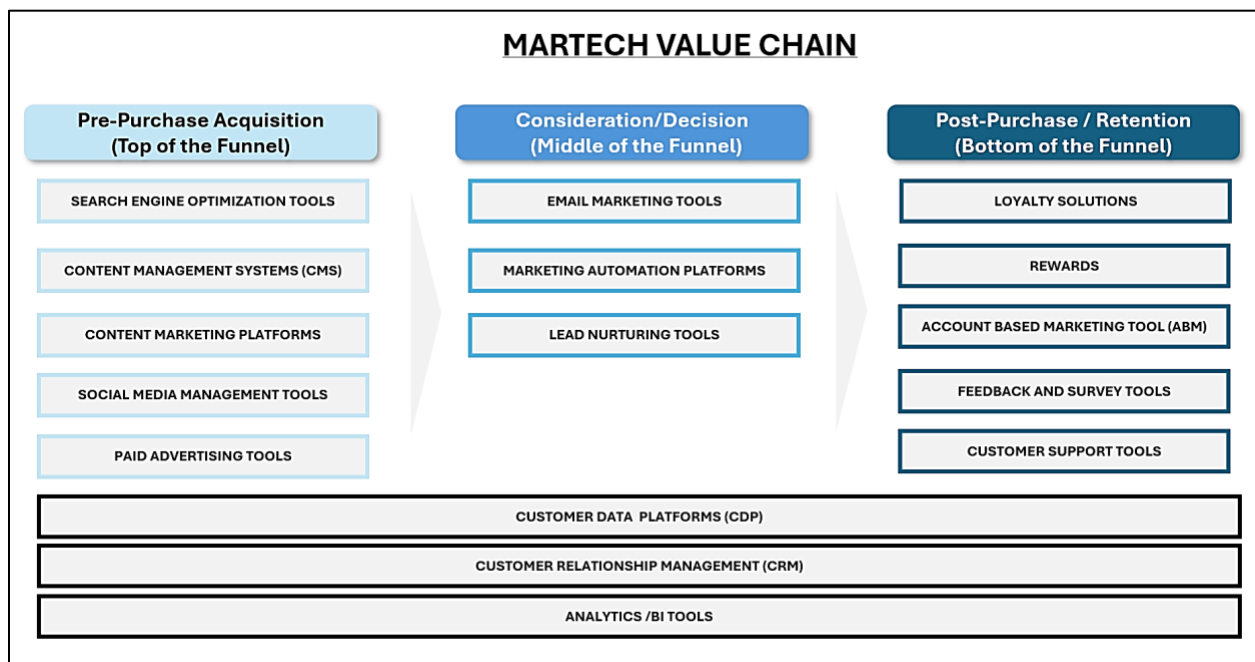 MARTECH VALUE CHAIN
Pre-Purchase Acquisition
(Top of the Funnel)
SEARCH ENGINE OPTIMIZATION TOOLS
CONTENT MANAGEMENT SYSTEMS (CMS)
CONTENT MARKETING PLATFORMS
SOCIAL MEDIA MANAGEMENT TOOLS
PAID ADVERTISING TOOLS
Consideration/Decision
(Middle of the Funnel)
EMAIL MARKETING TOOLS
MARKETING AUTOMATION PLATFORMS
LEAD NURTURING TOOLS
Post-Purchase / Retention
(Bottom of the Funnel)
LOYALTY SOLUTIONS
REWARDS
ACCOUNT BASED MARKETING TOOL (ABM)
FEEDBACK AND SURVEY TOOLS
CUSTOMER SUPPORT TOOLS
CUSTOMER DATA PLATFORMS (CDP)
CUSTOMER RELATIONSHIP MANAGEMENT (CRM)
ANALYTICS /BI TOOLS